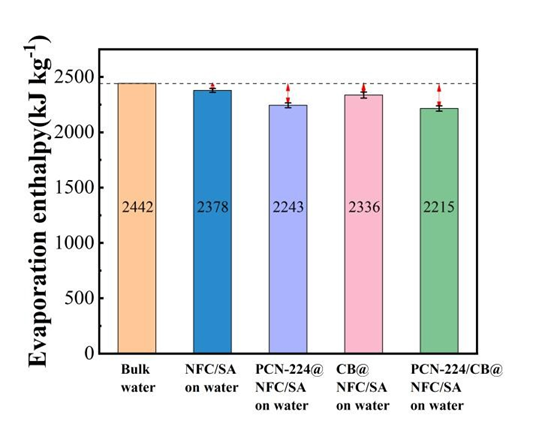 Evaporation enthalpy(kJ kg-1)
2500
2000
1500
1000
500
0
2442
2378
2243
2336
2215
Bulk
water
NFC/SA
on water
PCN-224@
NFC/SA
on water
CB@
NFC/SA
on water
PCN-224/CB@
NFC/SA
on water